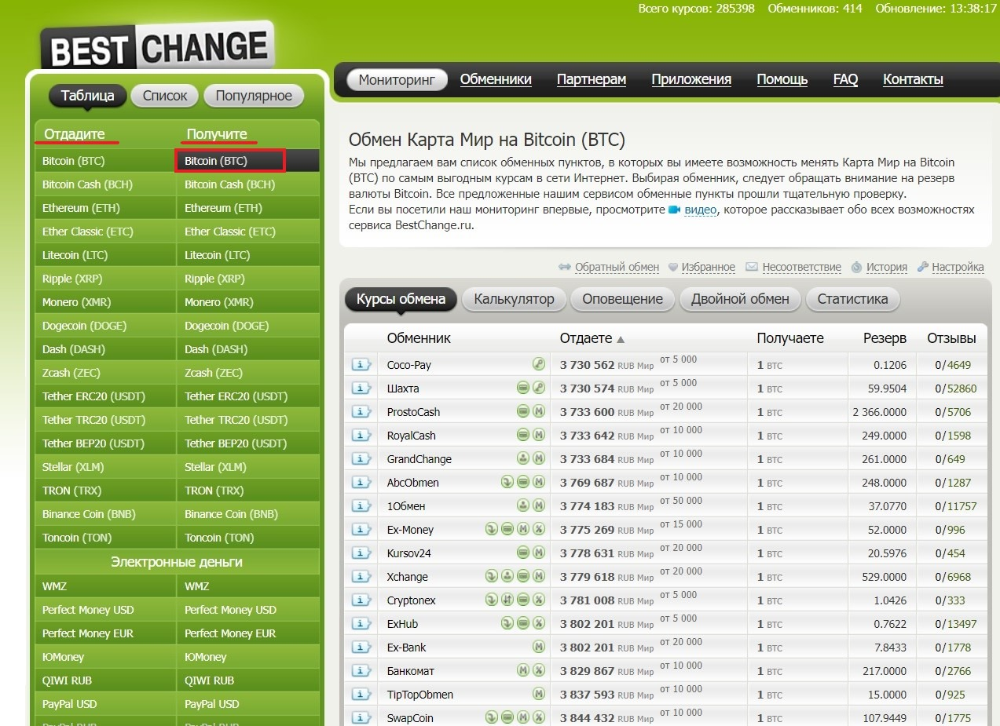 Всего курсов: 285398 Обменников: 414 Обновление: 13:38:17
BEST CHANGE
Мониторинг Обменники Партнерам Приложения Помощь FAQ Контакты
Таблица Список Популярное
Отдадите Получите
Bitcoin (BTC) Bitcoin (BTC)
Bitcoin Cash (BCH) Bitcoin Cash (BCH)
Ethereum (ETH) Ethereum (ETH)
Ether Classic (ETC) Ether Classic (ETC)
Litecoin (LTC) Litecoin (LTC)
Ripple (XRP) Ripple (XRP)
Monero (XMR) Monero (XMR)
Dogecoin (DOGE) Dogecoin (DOGE)
Dash (DASH) Dash (DASH)
Zcash (ZEC) Zcash (ZEC)
Tether ERC20 (USDT) Tether ERC20 (USDT)
Tether TRC20 (USDT) Tether TRC20 (USDT)
Tether BEP20 (USDT) Tether BEP20 (USDT)
Stellar (XLM) Stellar (XLM)
TRON (TRX) TRON (TRX)
Binance Coin (BNB) Binance Coin (BNB)
Toncoin (TON) Toncoin (TON)
Электронные деньги
WMZ WMZ
Perfect Money USD Perfect Money USD
Perfect Money EUR Perfect Money EUR
ЮMoney ЮMoney
QIWI RUB QIWI RUB
PayPal USD PayPal USD
PayPal EUR PayPal EUR
Обмен Карта Мир на Bitcoin (BTC)
Мы предлагаем вам список обменных пунктов, в которых вы имеете возможность менять Карта Мир на Bitcoin
(BTC) по самым выгодным курсам в сети Интернет. Выбирая обменник, следует обращать внимание на резерв
валюты Bitcoin. Все предложенные нашим сервисом обменные пункты прошли тщательную проверку.
Если вы посетили наш мониторинг впервые, просмотрите видео, которое рассказывает обо всех возможностях
сервиса BestChange.ru.
Обратный обмен Избранное Несоответствие История Настройка
Курсы обмена Калькулятор Оповещение Двойной обмен Статистика
Обменник Отдаете Получаете Резерв Отзывы
Coco-Pay 3 730 562 RUB Мир от 5 000 1 BTC 0.1206 0/4649
Шахта 3 730 574 RUB Мир от 5 000 1 BTC 59.9504 0/52860
ProstoCash 3 733 600 RUB Мир от 20 000 1 BTC 2 366.0000 0/5706
RoyalCash 3 733 642 RUB Мир от 10 000 1 BTC 249.0000 0/1598
GrandChange 3 733 684 RUB Мир от 10 000 1 BTC 261.0000 0/649
AbcObmen 3 769 687 RUB Мир от 10 000 1 BTC 248.0000 0/1287
1Обмен 3 774 183 RUB Мир от 50 000 1 BTC 37.0770 0/11757
Ex-Money 3 775 269 RUB Мир от 15 000 1 BTC 52.0000 0/996
Kursov24 3 778 631 RUB Мир от 20 000 1 BTC 20.5976 0/454
Xchange 3 779 618 RUB Мир от 20 000 1 BTC 529.0000 0/6968
Cryptonex 3 781 008 RUB Мир от 5 000 1 BTC 1.0426 0/333
ExHub 3 802 201 RUB Мир от 5 000 1 BTC 0.7622 0/13497
Ex-Bank 3 802 201 RUB Мир от 20 000 1 BTC 7.8433 0/1778
Банкомат 3 829 867 RUB Мир от 10 000 1 BTC 217.0000 0/2766
TipTopObmen 3 837 593 RUB Мир от 10 000 1 BTC 15.0000 0/925
SwapCoin 3 844 432 RUB Мир от 10 000 1 BTC 107.9449 0/1775